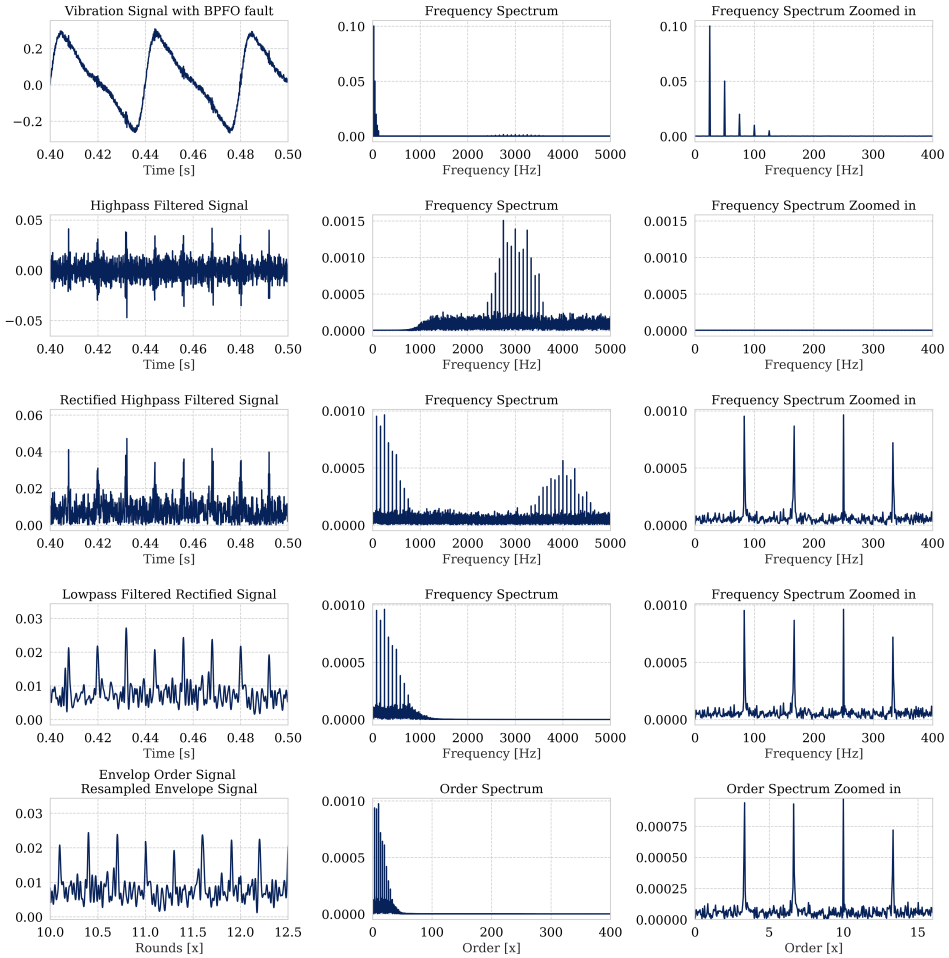 Vibration Signal with BPFO fault
0.2
0.0
−0.2
0.40 0.42 0.44 0.46 0.48 0.50
Time [s]
Frequency Spectrum
0.10
0.05
0.00
0 1000 2000 3000 4000 5000
Frequency [Hz]
Frequency Spectrum Zoomed in
0.10
0.05
0.00
0 100 200 300 400
Frequency [Hz]
Highpass Filtered Signal
0.05
0.00
−0.05
0.40 0.42 0.44 0.46 0.48 0.50
Time [s]
Frequency Spectrum
0.0015
0.0010
0.0005
0.0000
0 1000 2000 3000 4000 5000
Frequency [Hz]
Frequency Spectrum Zoomed in
0.0015
0.0010
0.0005
0.0000
0 100 200 300 400
Frequency [Hz]
Rectified Highpass Filtered Signal
0.06
0.04
0.02
0.00
0.40 0.42 0.44 0.46 0.48 0.50
Time [s]
Frequency Spectrum
0.0010
0.0005
0.0000
0 1000 2000 3000 4000 5000
Frequency [Hz]
Frequency Spectrum Zoomed in
0.0010
0.0005
0.0000
0 100 200 300 400
Frequency [Hz]
Lowpass Filtered Rectified Signal
0.03
0.02
0.01
0.00
0.40 0.42 0.44 0.46 0.48 0.50
Time [s]
Frequency Spectrum
0.0010
0.0005
0.0000
0 1000 2000 3000 4000 5000
Frequency [Hz]
Frequency Spectrum Zoomed in
0.0010
0.0005
0.0000
0 100 200 300 400
Frequency [Hz]
Envelop Order Signal
Resampled Envelope Signal
0.03
0.02
0.01
0.00
10.0 10.5 11.0 11.5 12.0 12.5
Rounds [x]
Order Spectrum
0.0010
0.0005
0.0000
0 100 200 300 400
Order [x]
Order Spectrum Zoomed in
0.00075
0.00050
0.00025
0.00000
0 5 10 15
Order [x]